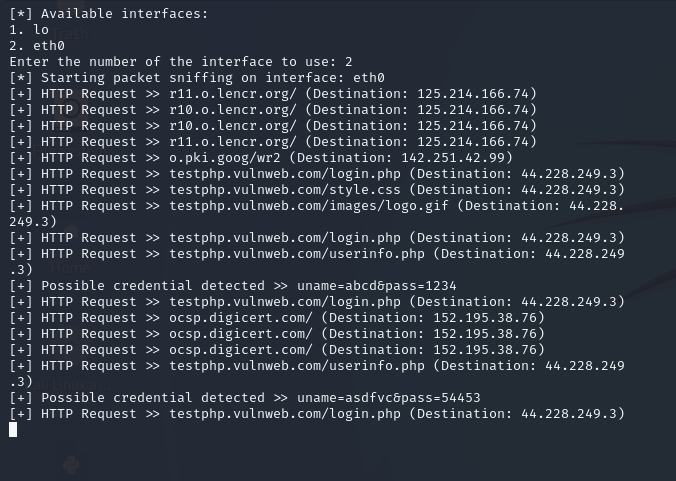 [*] Available interfaces:
1. lo
2. eth0
Enter the number of the interface to use: 2
[*] Starting packet sniffing on interface: eth0
[+] HTTP Request >> r11.o.lencr.org/ (Destination: 125.214.166.74)
[+] HTTP Request >> r10.o.lencr.org/ (Destination: 125.214.166.74)
[+] HTTP Request >> r10.o.lencr.org/ (Destination: 125.214.166.74)
[+] HTTP Request >> r11.o.lencr.org/ (Destination: 125.214.166.74)
[+] HTTP Request >> o.pki.goog/wr2 (Destination: 142.251.42.99)
[+] HTTP Request >> testphp.vulnweb.com/login.php (Destination: 44.228.249.3)
[+] HTTP Request >> testphp.vulnweb.com/style.css (Destination: 44.228.249.3)
[+] HTTP Request >> testphp.vulnweb.com/images/logo.gif (Destination: 44.228.
249.3)
[+] HTTP Request >> testphp.vulnweb.com/login.php (Destination: 44.228.249.3)
[+] HTTP Request >> testphp.vulnweb.com/userinfo.php (Destination: 44.228.249
.3)
[+] Possible credential detected >> uname=abcd&pass=1234
[+] HTTP Request >> testphp.vulnweb.com/login.php (Destination: 44.228.249.3)
[+] HTTP Request >> ocsp.digicert.com/ (Destination: 152.195.38.76)
[+] HTTP Request >> ocsp.digicert.com/ (Destination: 152.195.38.76)
[+] HTTP Request >> ocsp.digicert.com/ (Destination: 152.195.38.76)
[+] HTTP Request >> testphp.vulnweb.com/userinfo.php (Destination: 44.228.249
.3)
[+] Possible credential detected >> uname=asdfvc&pass=54453
[+] HTTP Request >> testphp.vulnweb.com/login.php (Destination: 44.228.249.3)